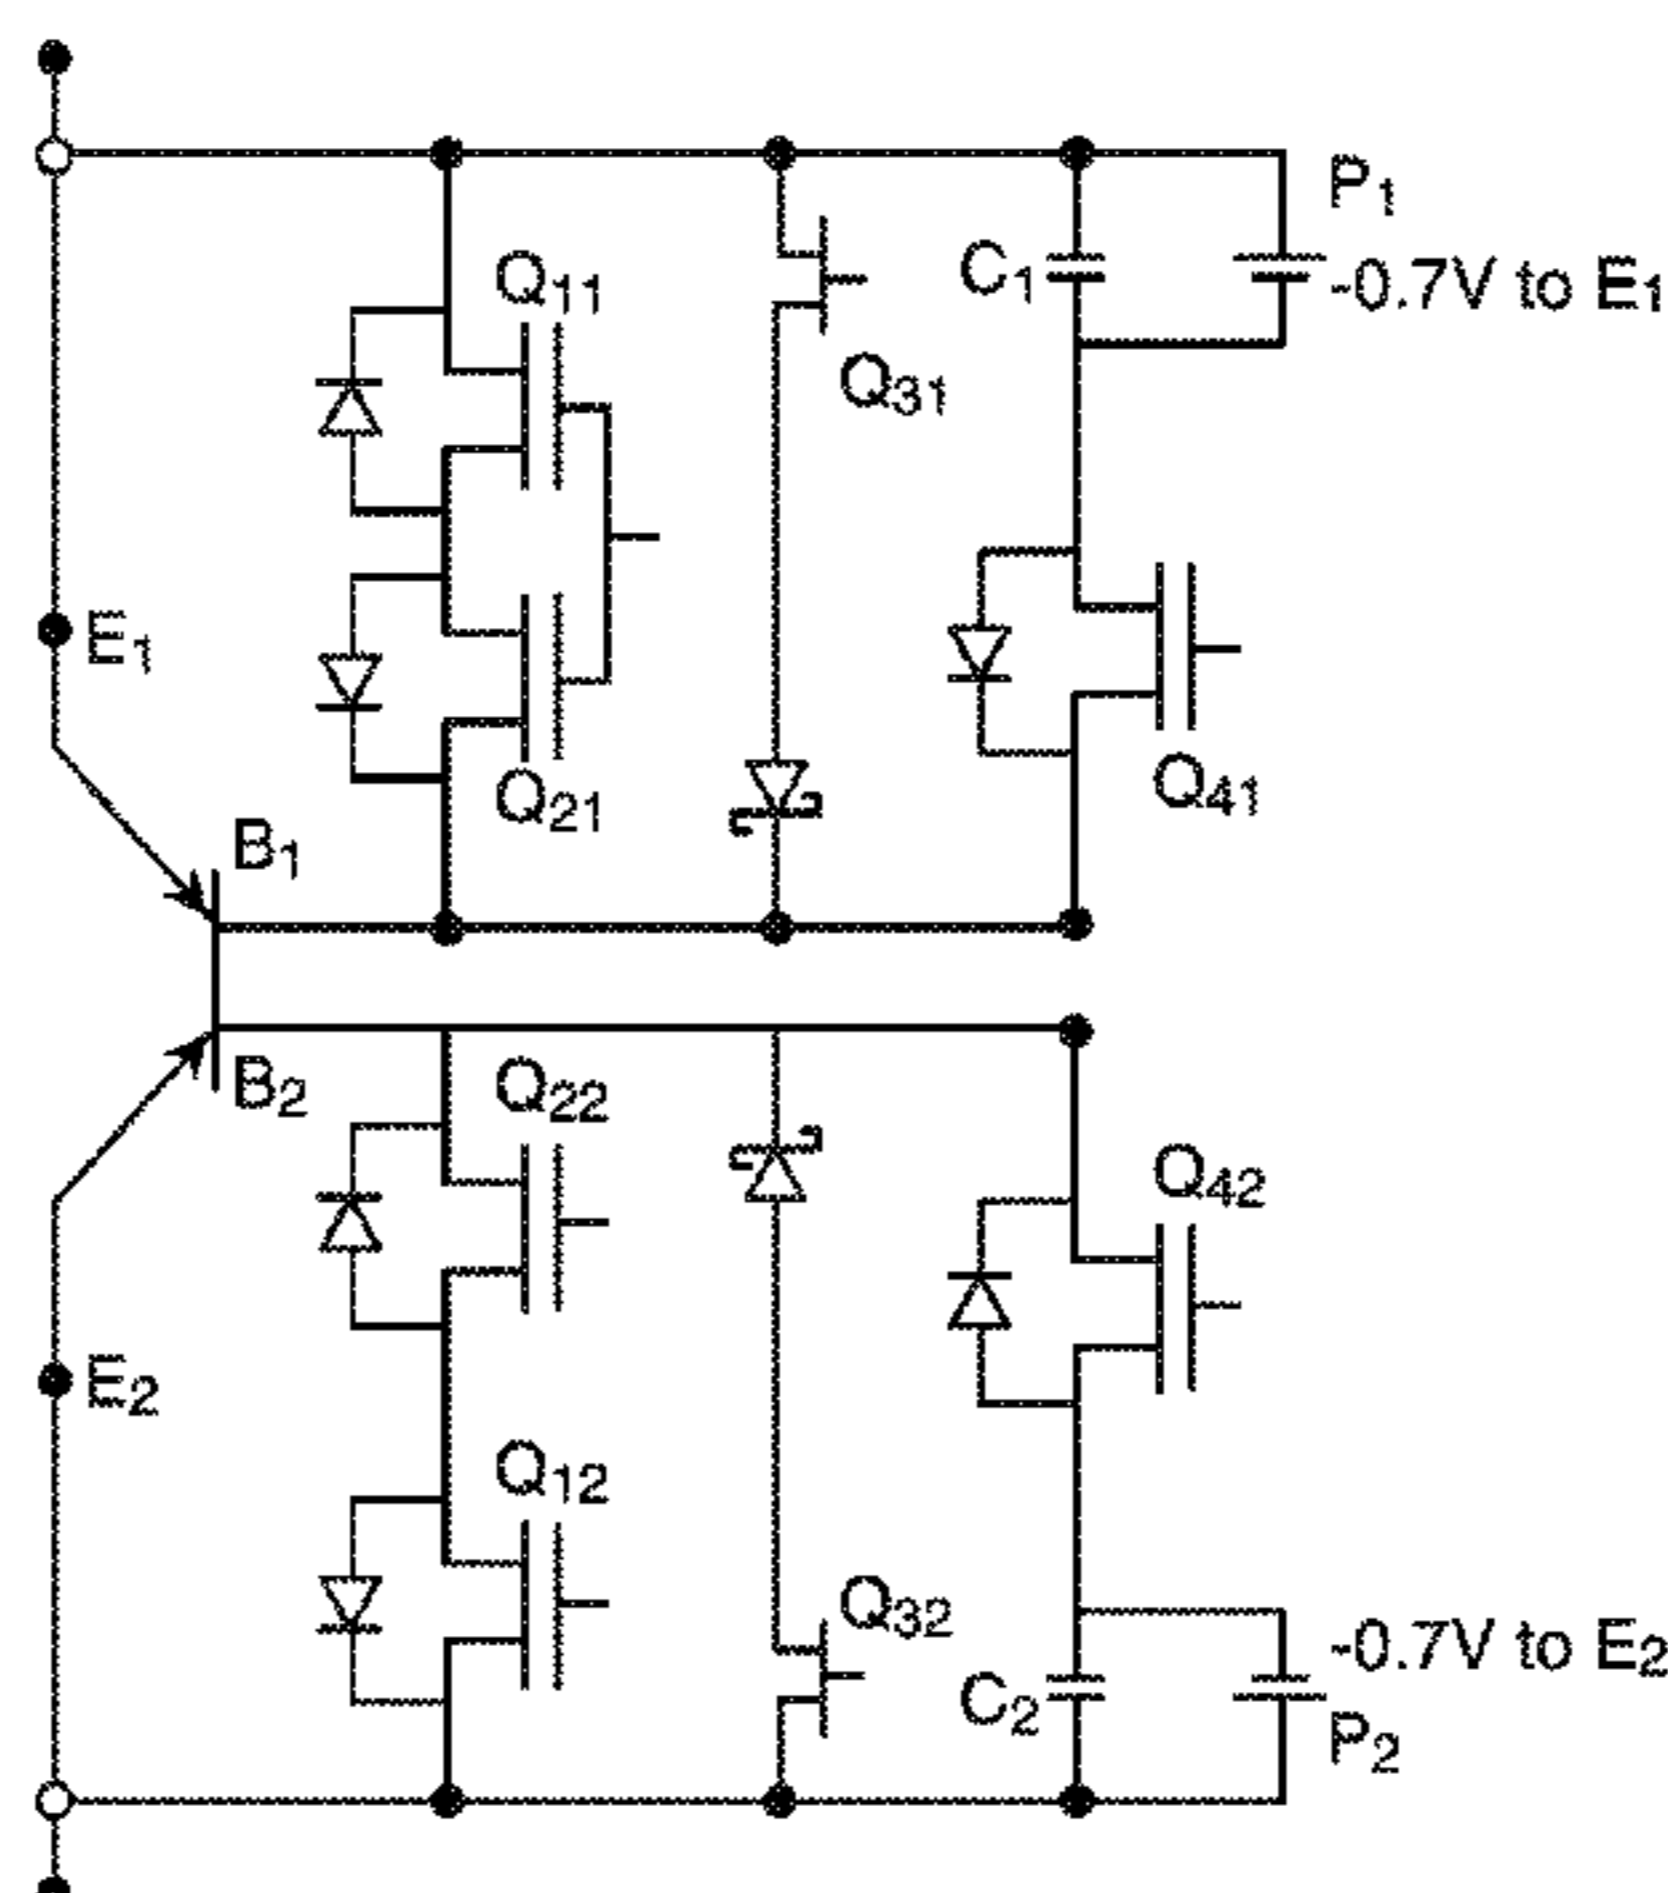 P1
C1
-0.7V to E1
Q11
Q31
E1
Q21
Q41
B1
B2
Q22
Q42
E2
Q12
Q32
-0.7V to E2
C2
P2